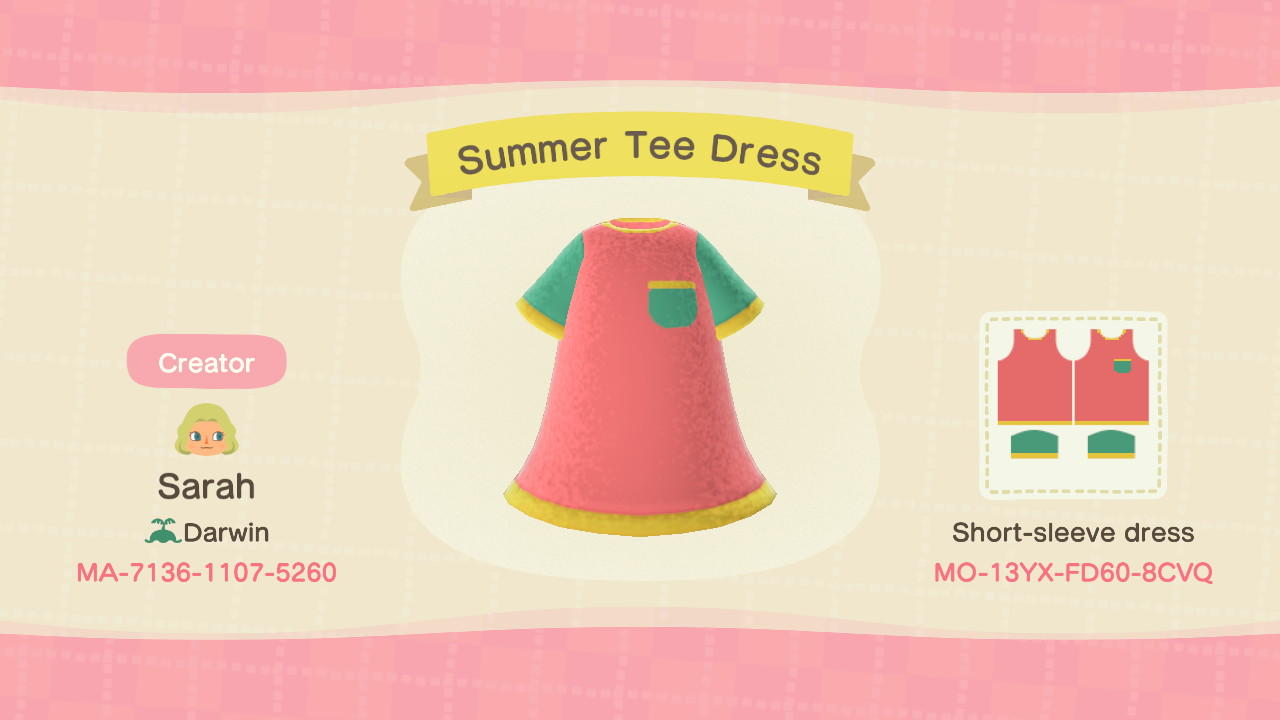 Summer Tee Dress
Creator
Sarah
Darwin
MA-7136-1107-5260
Short-sleeve dress
MO-13YX-FD60-8CVQ